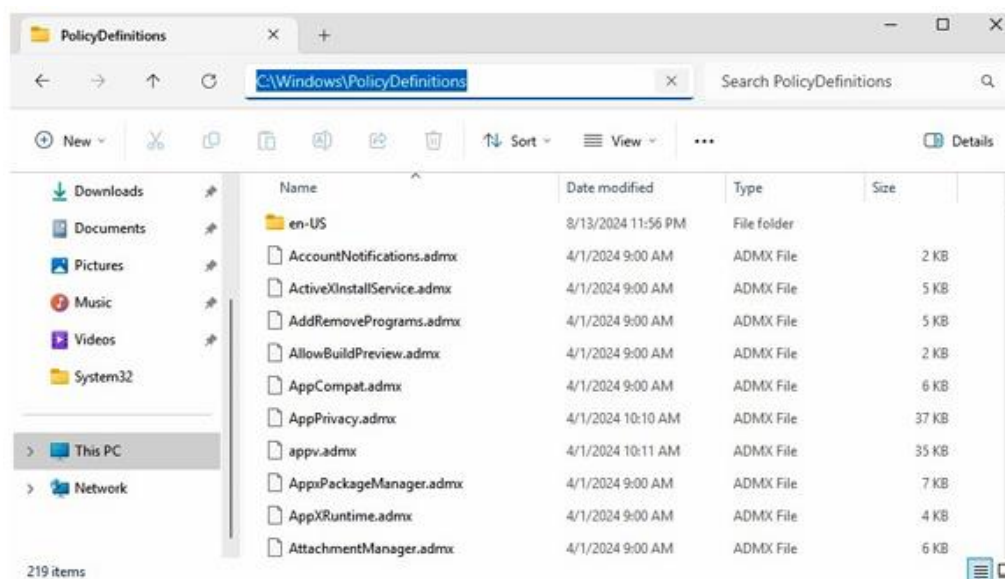 PolicyDefinitions
C:\Windows\PolicyDefinitions
Search PolicyDefinitions
New
Sort
View
Details
Downloads
Documents
Pictures
Music
Videos
System32
This PC
Network
Name Date modified Type Size
en-US 8/13/2024 11:56 PM File folder
AccountNotifications.admx 4/1/2024 9:00 AM ADMX File 2 KB
ActiveXInstallService.admx 4/1/2024 9:00 AM ADMX File 5 KB
AddRemovePrograms.admx 4/1/2024 9:00 AM ADMX File 5 KB
AllowBuildPreview.admx 4/1/2024 9:00 AM ADMX File 2 KB
AppCompat.admx 4/1/2024 9:00 AM ADMX File 6 KB
AppPrivacy.admx 4/1/2024 10:10 AM ADMX File 37 KB
appv.admx 4/1/2024 10:11 AM ADMX File 35 KB
AppxPackageManager.admx 4/1/2024 9:00 AM ADMX File 7 KB
AppXRuntime.admx 4/1/2024 9:00 AM ADMX File 4 KB
AttachmentManager.admx 4/1/2024 9:00 AM ADMX File 6 KB
219 items